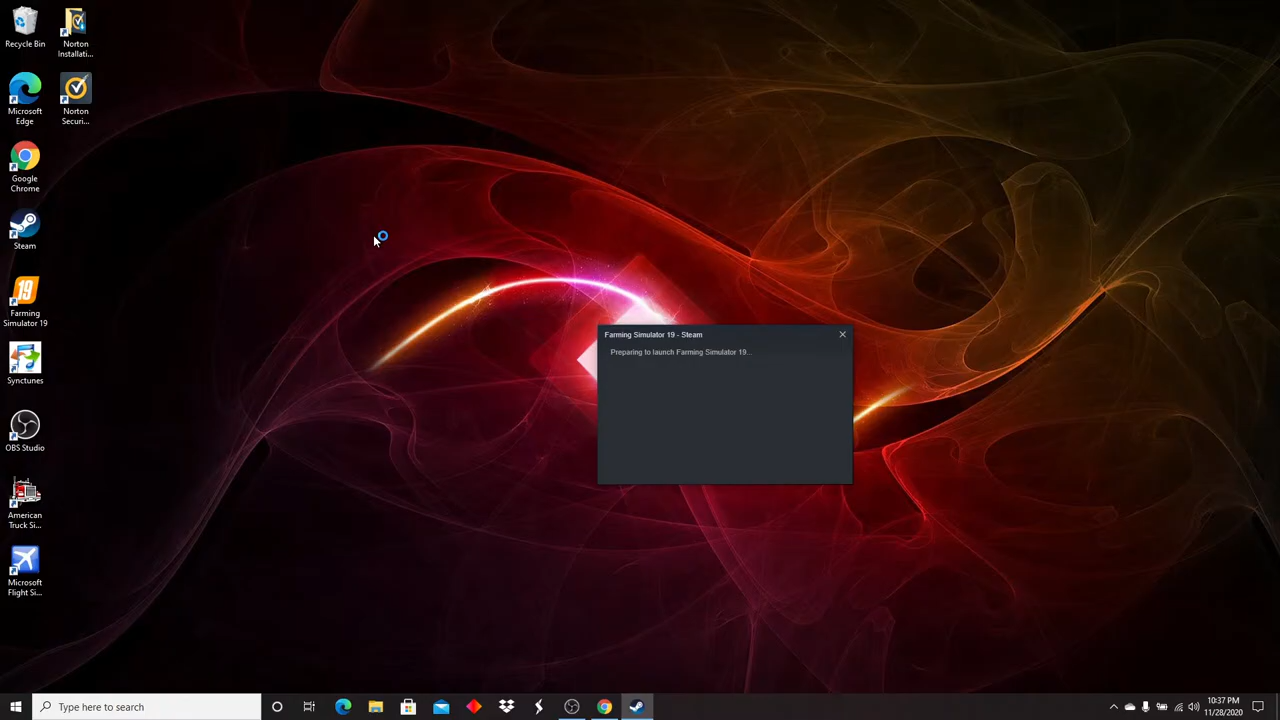 Recycle Bin
Norton
Installati...
Microsoft
Edge
Norton
Securi...
Google
Chrome
Steam
19
Farming
Simulator 19
Synctunes
OBS Studio
American
Truck Si...
Microsoft
Flight Si...
Farming Simulator 19 - Steam
Preparing to launch Farming Simulator 19...
Type here to search
10:37 PM
11/28/2020